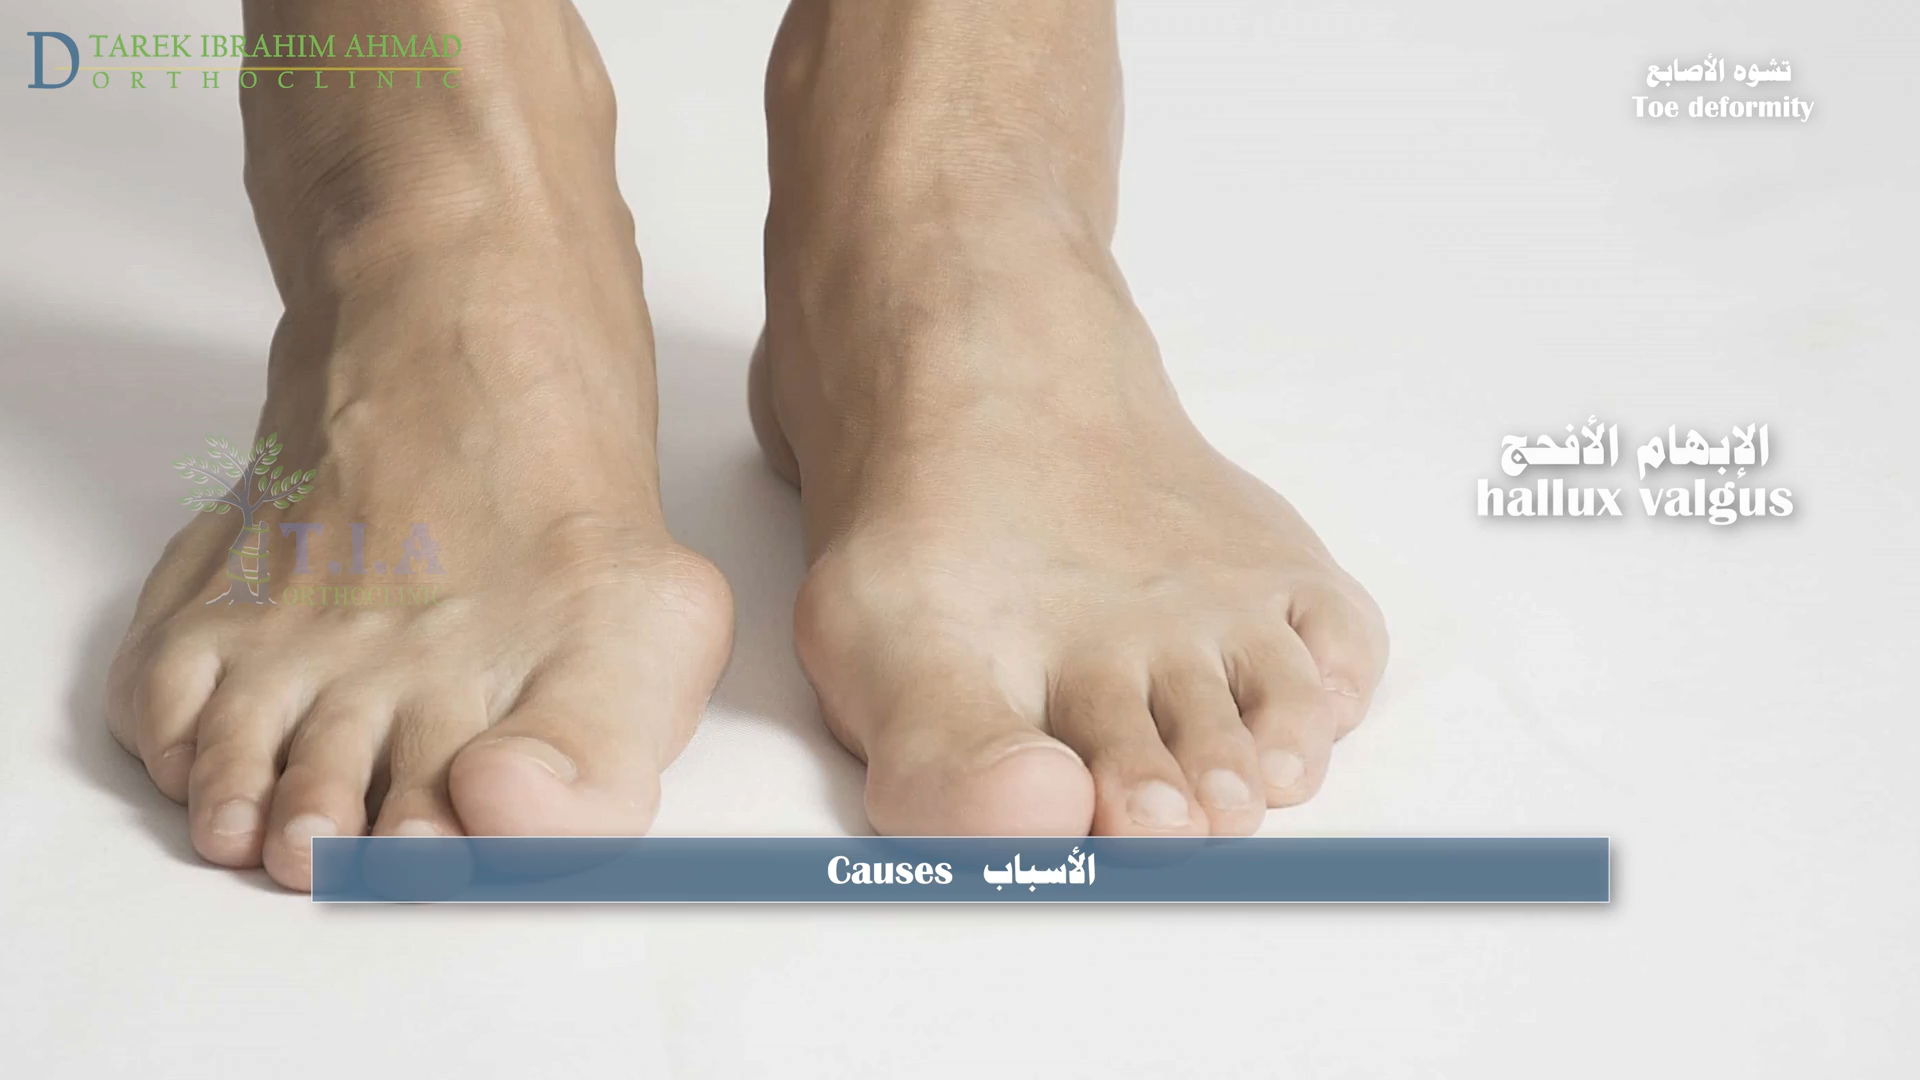 D TAREK IBRAHIM AHMAD
ORTHOCLINIC
تشوه الأصابع
Toe deformity
الإبهام الأفحج
hallux valgus
T.I.A
ORTHOCLINIC
Causes الأسباب